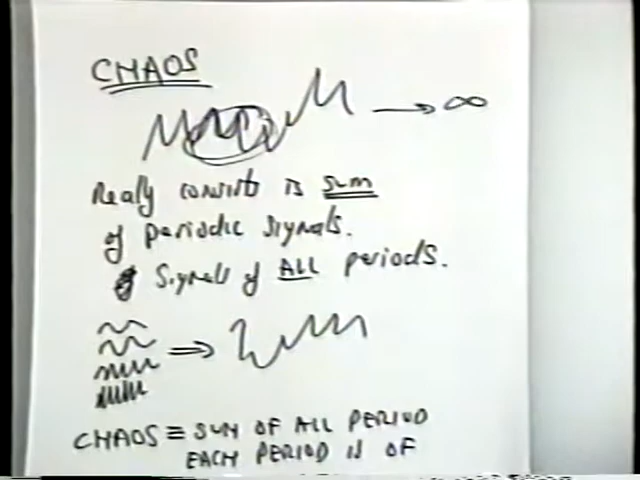 CHAOS
→ ∞
Really consists is sum
of periodic signals.
Signals of ALL periods.
⇒
CHAOS ≡ SUM OF ALL PERIOD
EACH PERIOD IS OF